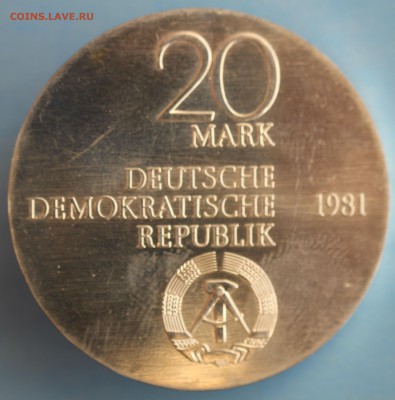 COINS.LAVE.RU
20
MARK
DEUTSCHE
DEMOKRATISCHE 1981
REPUBLIK